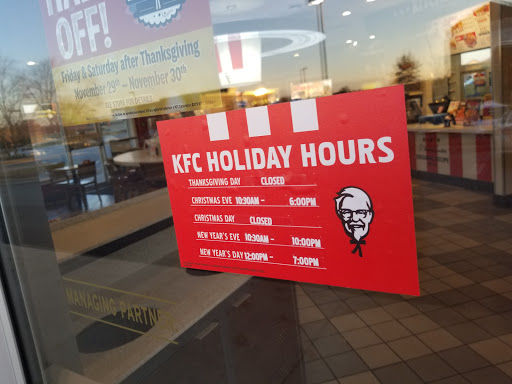 OFF!
Friday & Saturday after Thanksgiving
November 29th - November 30th
KFC HOLIDAY HOURS
THANKSGIVING DAY CLOSED
CHRISTMAS EVE 10:30AM - 6:00PM
CHRISTMAS DAY CLOSED
NEW YEAR'S EVE 10:30AM - 10:00PM
NEW YEAR'S DAY 12:00PM - 7:00PM
MANAGING PARTN